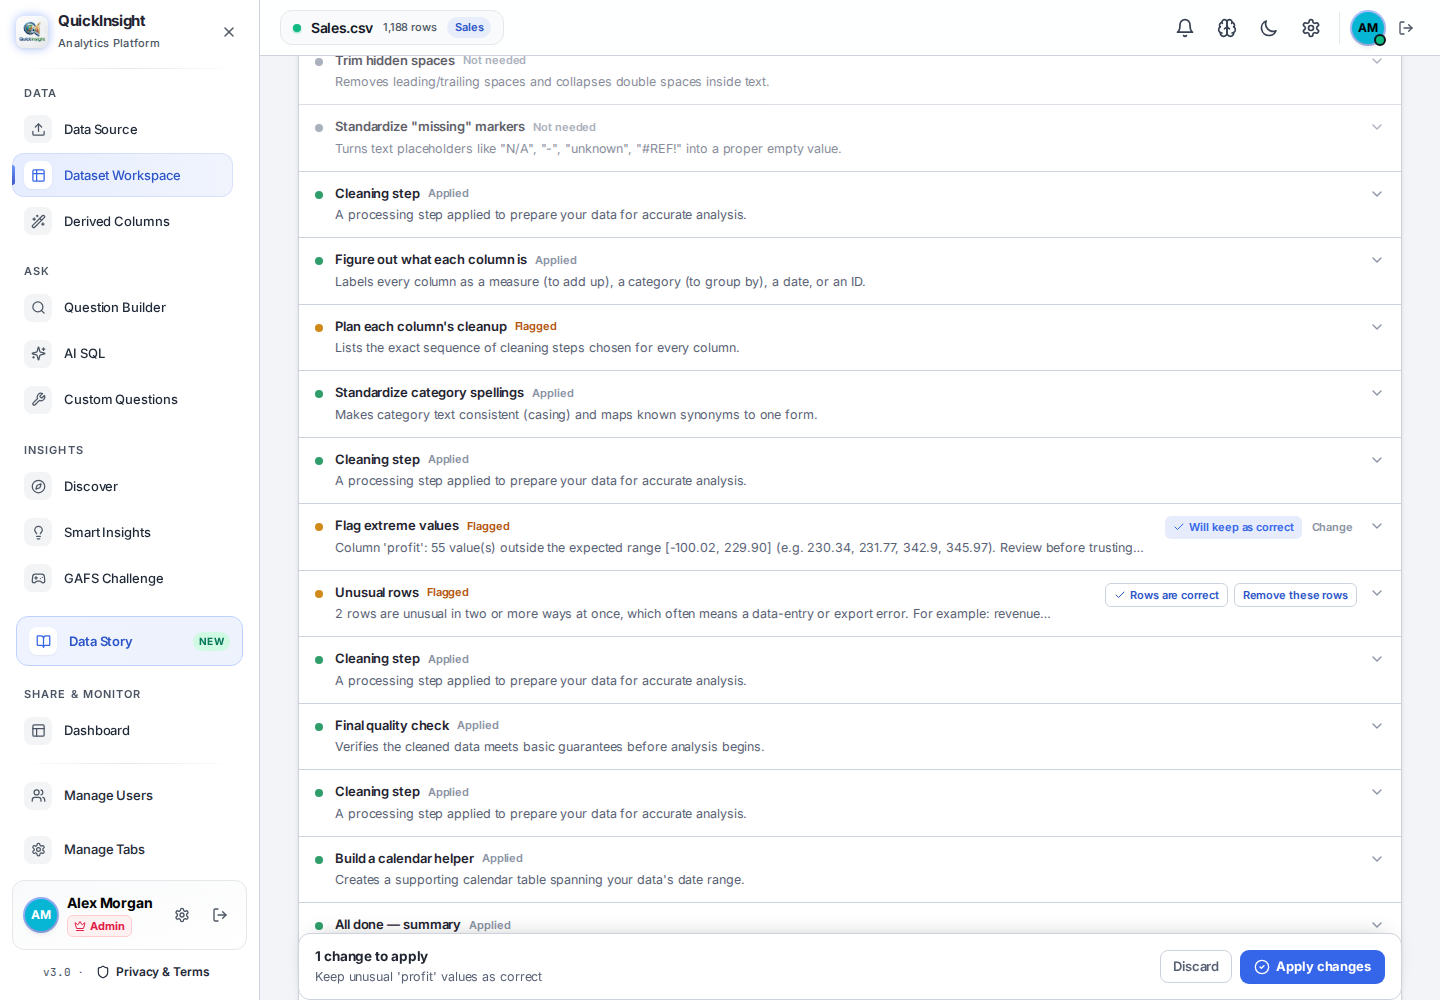 QuickInsight
Analytics Platform
DATA
Data Source
Dataset Workspace
Derived Columns
ASK
Question Builder
AI SQL
Custom Questions
INSIGHTS
Discover
Smart Insights
GAFS Challenge
Data Story NEW
SHARE & MONITOR
Dashboard
Manage Users
Manage Tabs
AM Alex Morgan
Admin
v3.0 · Privacy & Terms
Sales.csv 1,188 rows Sales
AM
Trim hidden spaces Not needed
Removes leading/trailing spaces and collapses double spaces inside text.
Standardize "missing" markers Not needed
Turns text placeholders like "N/A", "-", "unknown", "#REF!" into a proper empty value.
Cleaning step Applied
A processing step applied to prepare your data for accurate analysis.
Figure out what each column is Applied
Labels every column as a measure (to add up), a category (to group by), a date, or an ID.
Plan each column's cleanup Flagged
Lists the exact sequence of cleaning steps chosen for every column.
Standardize category spellings Applied
Makes category text consistent (casing) and maps known synonyms to one form.
Cleaning step Applied
A processing step applied to prepare your data for accurate analysis.
Flag extreme values Flagged Will keep as correct Change
Column 'profit': 55 value(s) outside the expected range [-100.02, 229.90] (e.g. 230.34, 231.77, 342.9, 345.97). Review before trusting...
Unusual rows Flagged Rows are correct Remove these rows
2 rows are unusual in two or more ways at once, which often means a data-entry or export error. For example: revenue...
Cleaning step Applied
A processing step applied to prepare your data for accurate analysis.
Final quality check Applied
Verifies the cleaned data meets basic guarantees before analysis begins.
Cleaning step Applied
A processing step applied to prepare your data for accurate analysis.
Build a calendar helper Applied
Creates a supporting calendar table spanning your data's date range.
All done — summary Applied
1 change to apply
Keep unusual 'profit' values as correct
Discard Apply changes